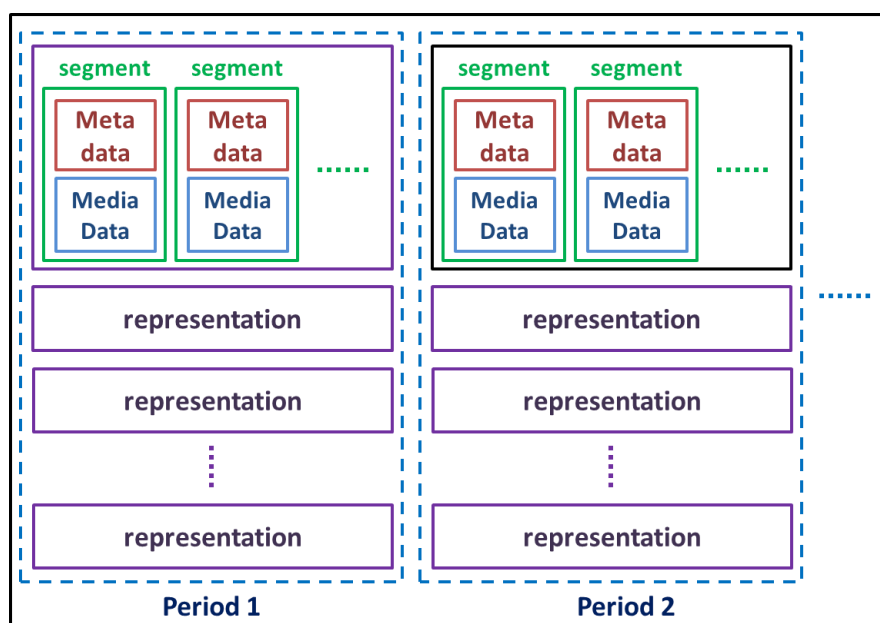 segment segment
Meta Meta
data data
Media Media
Data Data
......
representation
representation
......
representation
Period 1
segment segment
Meta Meta
data data
Media Media
Data Data
......
representation
representation
......
representation
Period 2
......